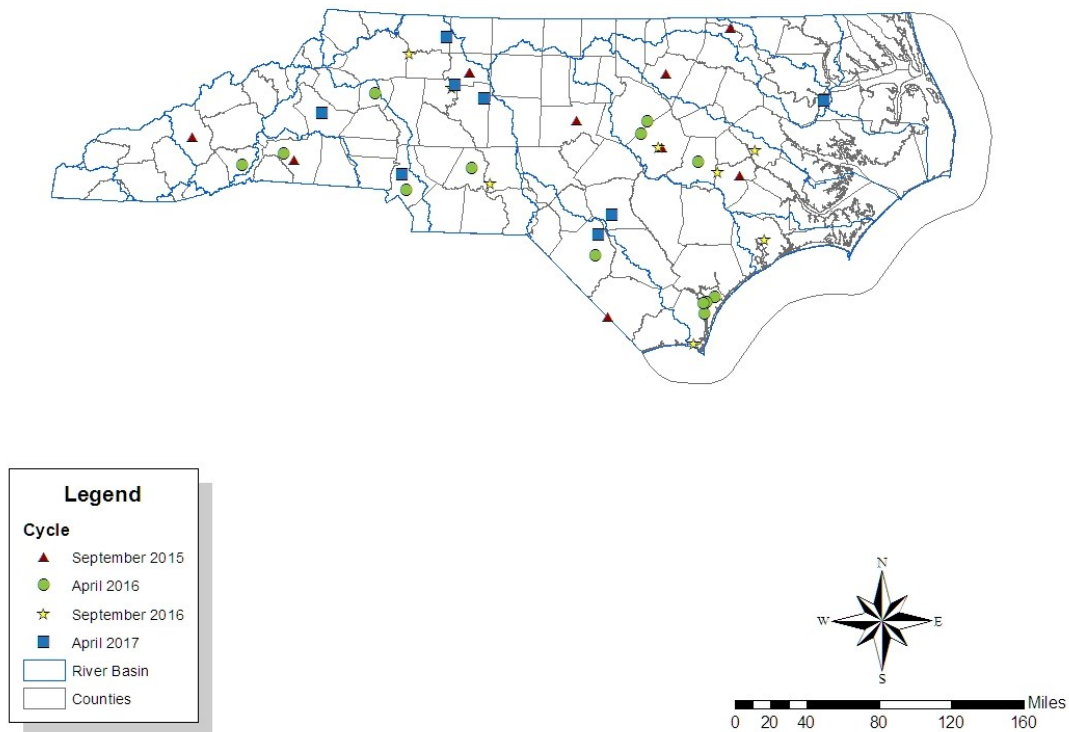 Legend
Cycle
September 2015
April 2016
September 2016
April 2017
River Basin
Counties
N
W E
S
Miles
0 20 40 80 120 160